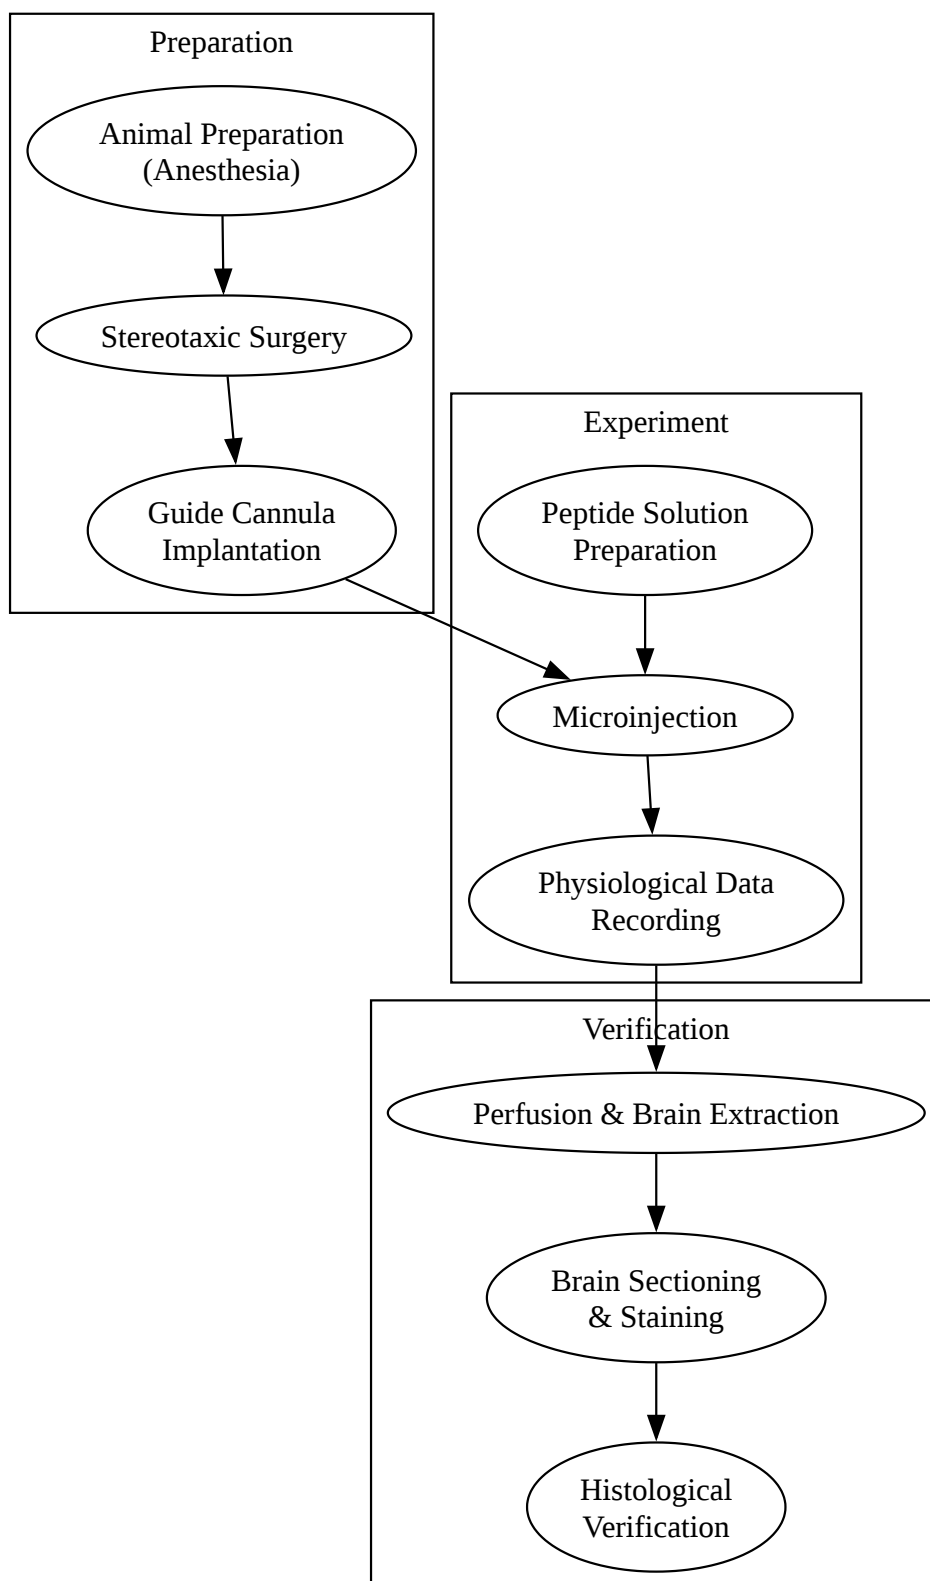 Preparation
Animal Preparation
(Anesthesia)
Stereotaxic Surgery
Guide Cannula
Implantation
Experiment
Peptide Solution
Preparation
Microinjection
Physiological Data
Recording
Verification
Perfusion & Brain Extraction
Brain Sectioning
& Staining
Histological
Verification